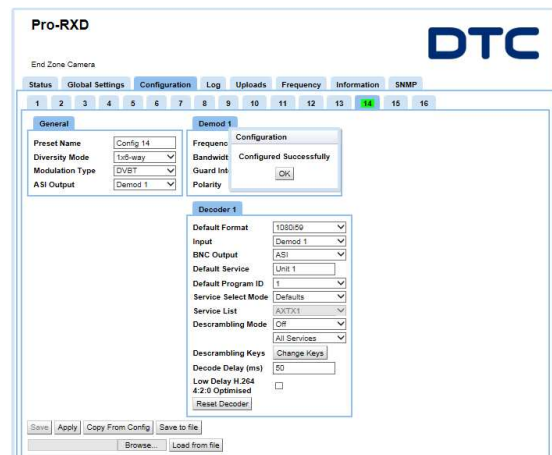 Pro-RXD
DTC
End Zone Camera
Status Global Settings Configuration Log Uploads Frequency Information SNMP
1 2 3 4 5 6 7 8 9 10 11 12 13 14 15 16
General
Preset Name Config 14
Diversity Mode 1x6-way
Modulation Type DVBT
ASI Output Demod 1
Demod 1
Frequenc
Bandwidt
Guard Int
Polarity
Configuration
Configured Successfully
OK
Decoder 1
Default Format 1080i59
Input Demod 1
BNC Output ASI
Default Service Unit 1
Default Program ID 1
Service Select Mode Defaults
Service List AXTX1
Descrambling Mode Off
All Services
Descrambling Keys Change Keys
Decode Delay (ms) 50
Low Delay H.264
4:2:0 Optimised
Reset Decoder
Save Apply Copy From Config Save to file
Browse... Load from file